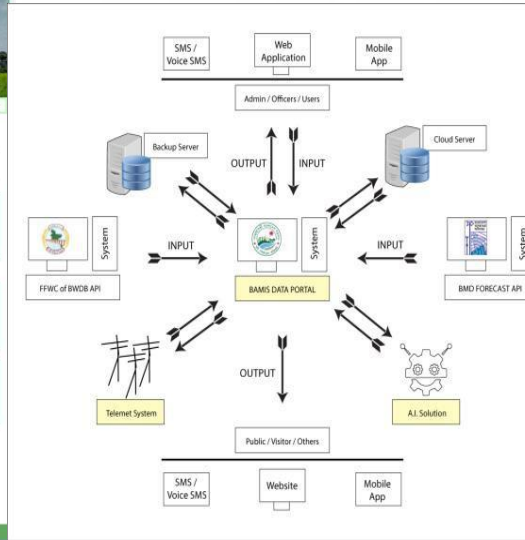 SMS /
Voice SMS
Web
Application
Mobile
App
Admin / Officers / Users
Backup Server
OUTPUT
INPUT
Cloud Server
System
INPUT
System
INPUT
System
FFWC of BWDB API
BAMIS DATA PORTAL
BMD FORECAST API
OUTPUT
Telemet System
A.I. Solution
Public / Visitor / Others
SMS /
Voice SMS
Website
Mobile
App